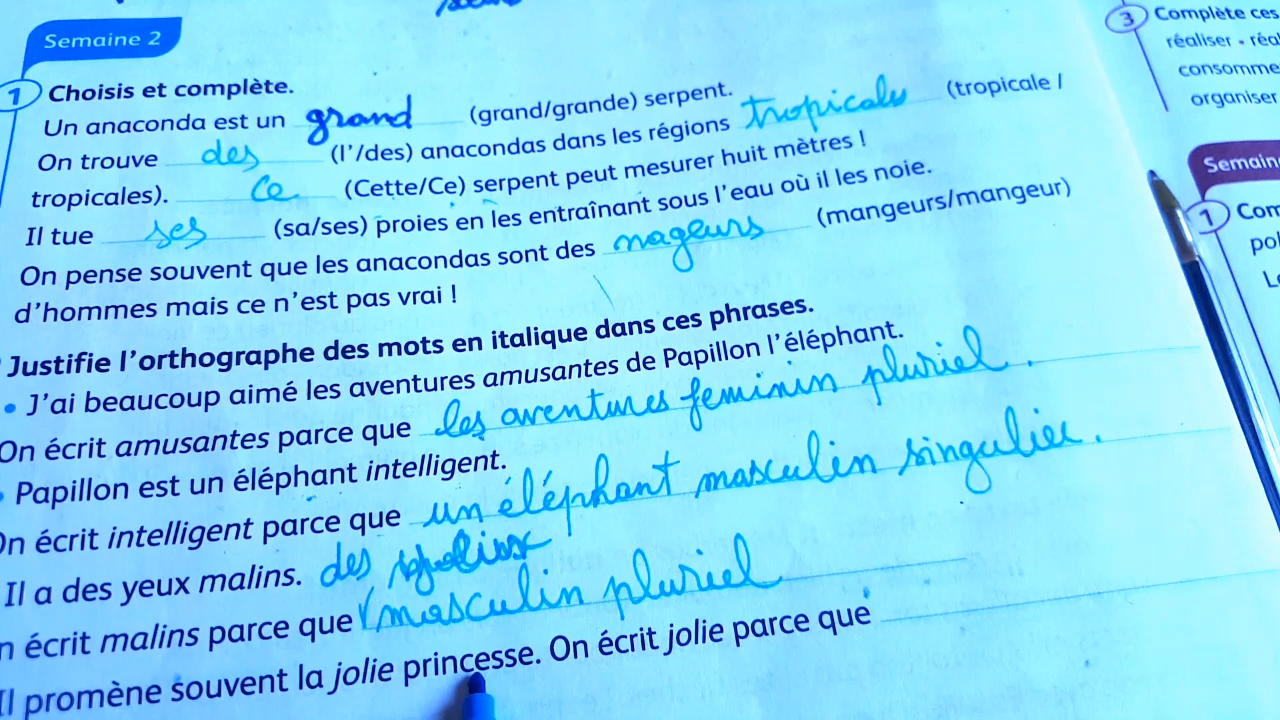 Semaine 2
1 Choisis et complète.
Un anaconda est un grand (grand/grande) serpent.
On trouve des (l'/des) anacondas dans les régions tropicales (tropicale /
tropicales). Ce (Cette/Ce) serpent peut mesurer huit mètres !
Il tue ses (sa/ses) proies en les entraînant sous l'eau où il les noie.
On pense souvent que les anacondas sont des nageurs (mangeurs/mangeur)
d'hommes mais ce n'est pas vrai !
Justifie l'orthographe des mots en italique dans ces phrases.
• J'ai beaucoup aimé les aventures amusantes de Papillon l'éléphant.
On écrit amusantes parce que les aventures feminin pluriel.
• Papillon est un éléphant intelligent.
On écrit intelligent parce que un éléphant masculin singulier.
Il a des yeux malins. des
n écrit malins parce que (masculin pluriel
Il promène souvent la jolie princesse. On écrit jolie parce que
3 Complète ces
réaliser • réa
consomme
organiser
Semain
1 Com
pol
L